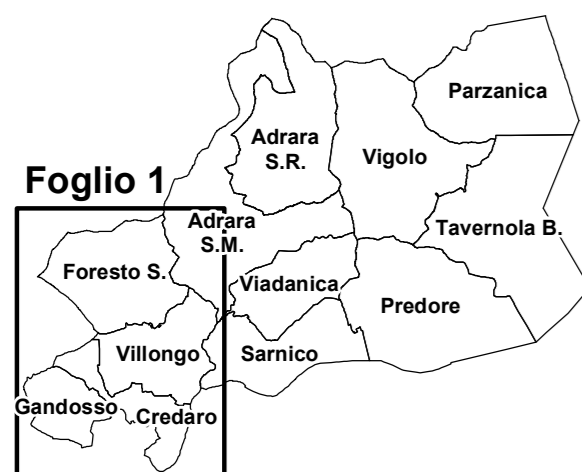 Parzanica
Adrara
S.R.
Vigolo
Foglio 1
Adrara
S.M.
Tavernola B.
Foresto S.
Viadanica
Predore
Villongo
Sarnico
Gandosso
Credaro